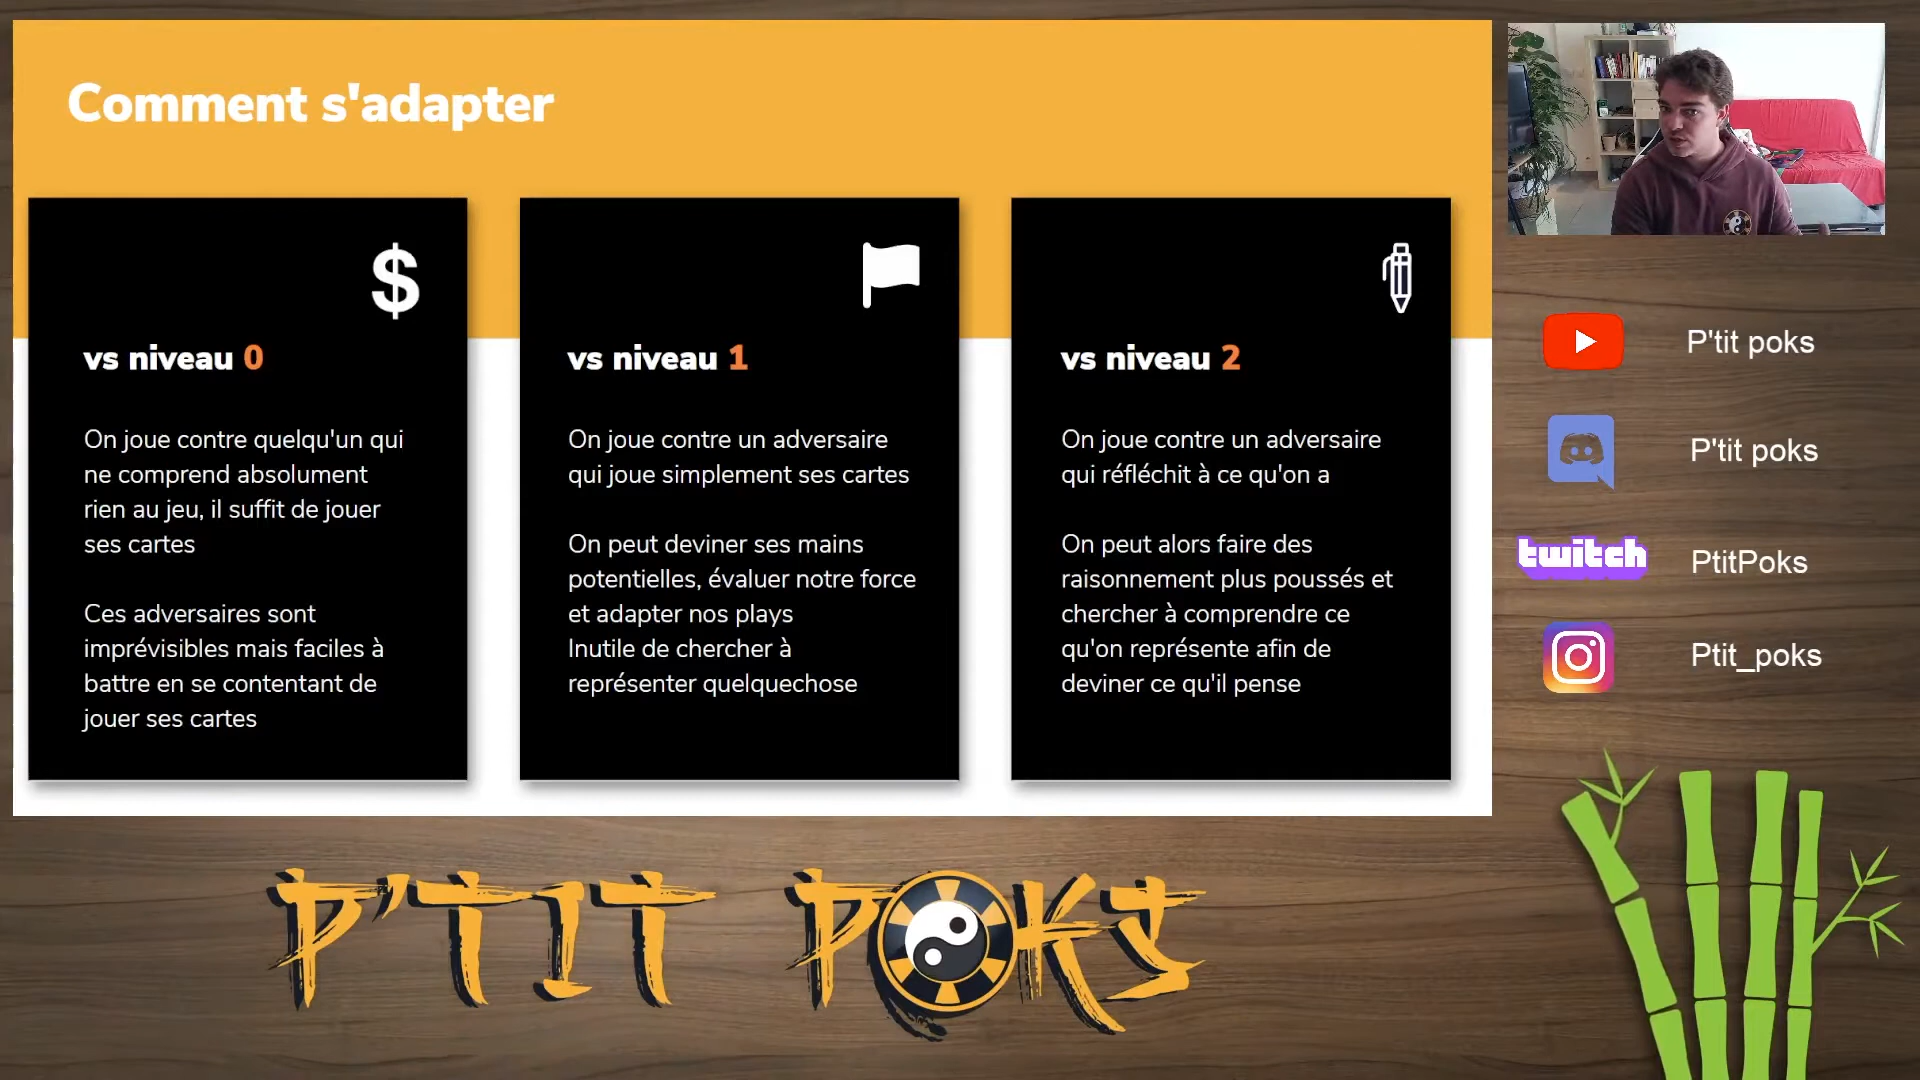 Comment s'adapter
$
vs niveau 0
On joue contre quelqu'un qui
ne comprend absolument
rien au jeu, il suffit de jouer
ses cartes
Ces adversaires sont
imprévisibles mais faciles à
battre en se contentant de
jouer ses cartes
vs niveau 1
On joue contre un adversaire
qui joue simplement ses cartes
On peut deviner ses mains
potentielles, évaluer notre force
et adapter nos plays
Inutile de chercher à
représenter quelquechose
vs niveau 2
On joue contre un adversaire
qui réfléchit à ce qu'on a
On peut alors faire des
raisonnement plus poussés et
chercher à comprendre ce
qu'on représente afin de
deviner ce qu'il pense
P'tit poks
P'tit poks
twitch PtitPoks
Ptit_poks
P'TIT POKS